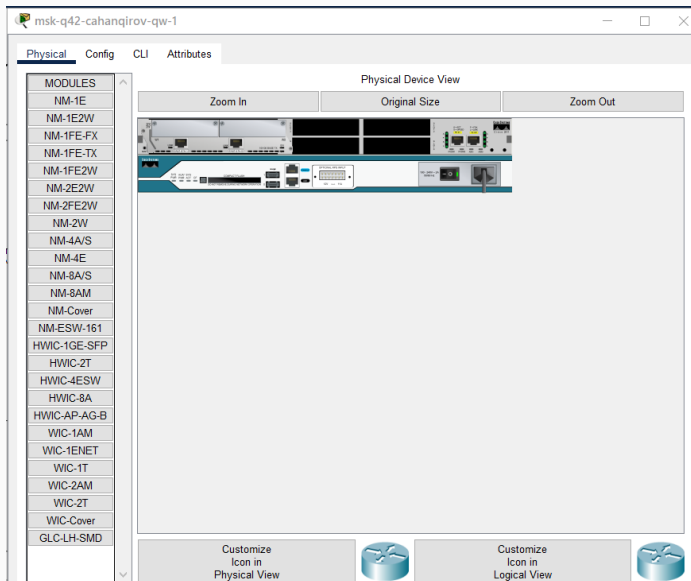 msk-q42-cahanqirov-qw-1
Physical Config CLI Attributes
MODULES
NM-1E
NM-1E2W
NM-1FE-FX
NM-1FE-TX
NM-1FE2W
NM-2E2W
NM-2FE2W
NM-2W
NM-4A/S
NM-4E
NM-8A/S
NM-8AM
NM-Cover
NM-ESW-161
HWIC-1GE-SFP
HWIC-2T
HWIC-4ESW
HWIC-8A
HWIC-AP-AG-B
WIC-1AM
WIC-1ENET
WIC-1T
WIC-2AM
WIC-2T
WIC-Cover
GLC-LH-SMD
Physical Device View
Zoom In Original Size Zoom Out
Customize
Icon in
Physical View
Customize
Icon in
Logical View